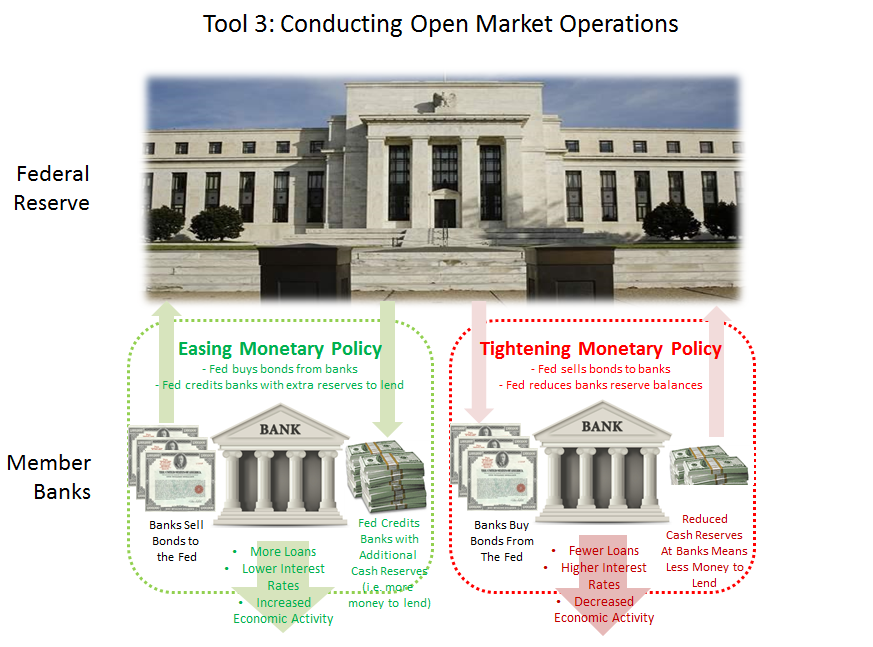 Tool 3: Conducting Open Market Operations
Federal
Reserve
Easing Monetary Policy
- Fed buys bonds from banks
- Fed credits banks with extra reserves to lend
Tightening Monetary Policy
- Fed sells bonds to banks
- Fed reduces banks reserve balances
Member
Banks
BANK
Banks Sell
Bonds to
the Fed
Fed Credits
Banks with
Additional
Cash Reserves
(i.e. more
money to lend)
• More Loans
• Lower Interest
Rates
• Increased
Economic Activity
BANK
Banks Buy
Bonds From
The Fed
Reduced
Cash Reserves
At Banks Means
Less Money to
Lend
• Fewer Loans
• Higher Interest
Rates
• Decreased
Economic Activity